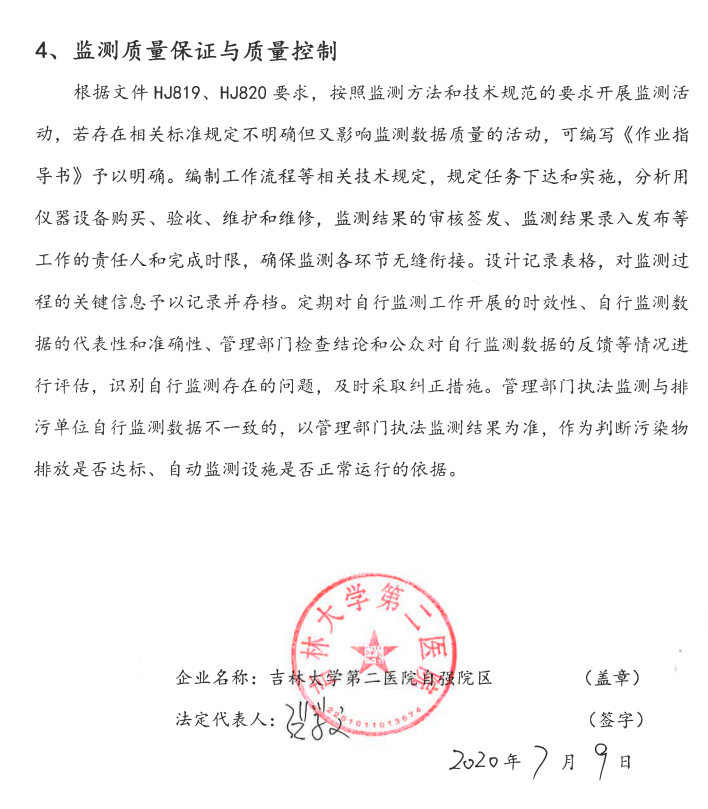 4、监测质量保证与质量控制
根据文件 HJ819、HJ820 要求，按照监测方法和技术规范的要求开展监测活
动，若存在相关标准规定不明确但又影响监测数据质量的活动，可编写《作业指
导书》予以明确。编制工作流程等相关技术规定，规定任务下达和实施，分析用
仪器设备购买、验收、维护和维修，监测结果的审核签发、监测结果录入发布等
工作的责任人和完成时限，确保监测各环节无缝衔接。设计记录表格，对监测过
程的关键信息予以记录并存档。定期对自行监测工作开展的时效性、自行监测数
据的代表性和准确性、管理部门检查结论和公众对自行监测数据的反馈等情况进
行评估，识别自行监测存在的问题，及时采取纠正措施。管理部门执法监测与排
污单位自行监测数据不一致的，以管理部门执法监测结果为准，作为判断污染物
排放是否达标、自动监测设施是否正常运行的依据。
吉林大学第二医院
企业名称：吉林大学第二医院自强院区 （盖章）
法定代表人： （签字）
2201011013674
2020年7月9日